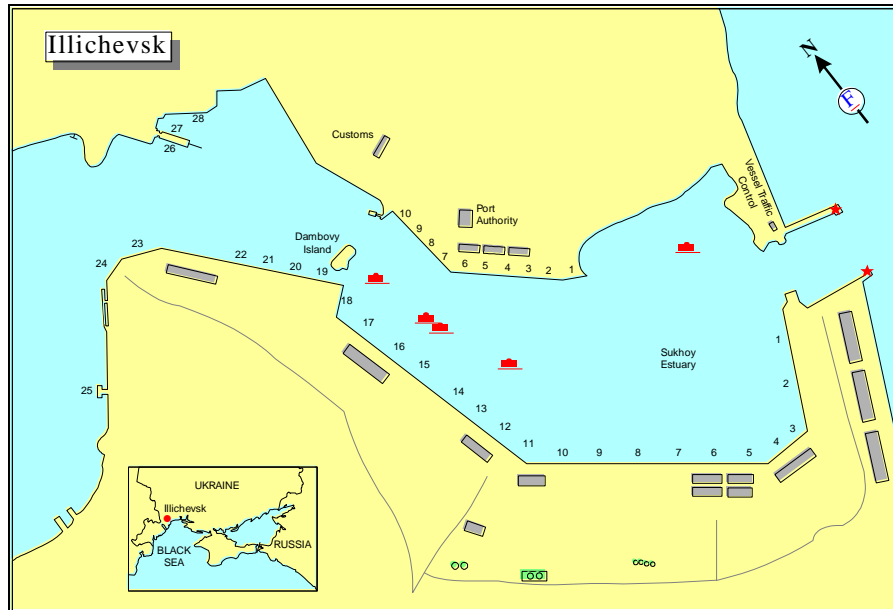 Illichevsk
N
F
28
27
26
Customs
Vessel Traffic
Control
Port
Authority
10
9
8
7
6
5
4
3
2
1
Dambovy
Island
23
22
21
20
19
24
18
17
16
15
14
13
12
11
10
9
8
7
6
5
4
3
2
1
Sukhoy
Estuary
25
UKRAINE
Illichevsk
BLACK
SEA
RUSSIA